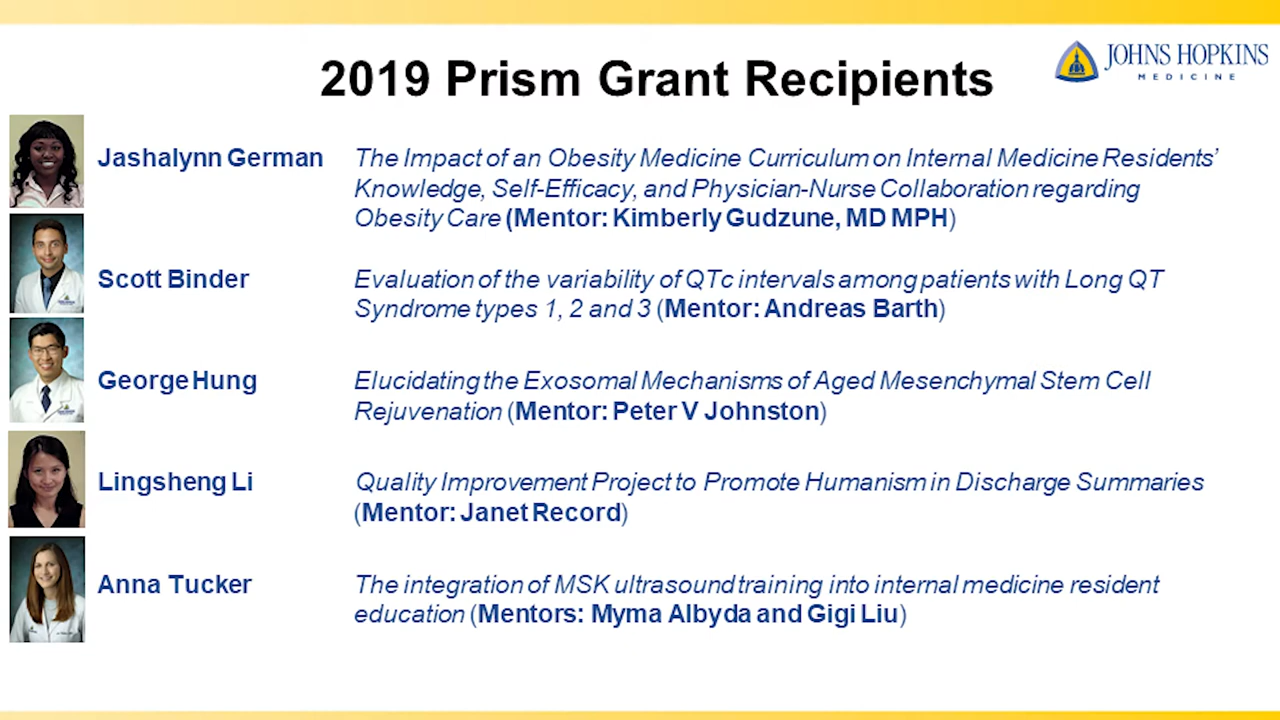 2019 Prism Grant Recipients
JOHNS HOPKINS
MEDICINE
Jashalynn German
The Impact of an Obesity Medicine Curriculum on Internal Medicine Residents'
Knowledge, Self-Efficacy, and Physician-Nurse Collaboration regarding
Obesity Care (Mentor: Kimberly Gudzune, MD MPH)
Scott Binder
Evaluation of the variability of QTc intervals among patients with Long QT
Syndrome types 1, 2 and 3 (Mentor: Andreas Barth)
George Hung
Elucidating the Exosomal Mechanisms of Aged Mesenchymal Stem Cell
Rejuvenation (Mentor: Peter V Johnston)
Lingsheng Li
Quality Improvement Project to Promote Humanism in Discharge Summaries
(Mentor: Janet Record)
Anna Tucker
The integration of MSK ultrasound training into internal medicine resident
education (Mentors: Myma Albyda and Gigi Liu)